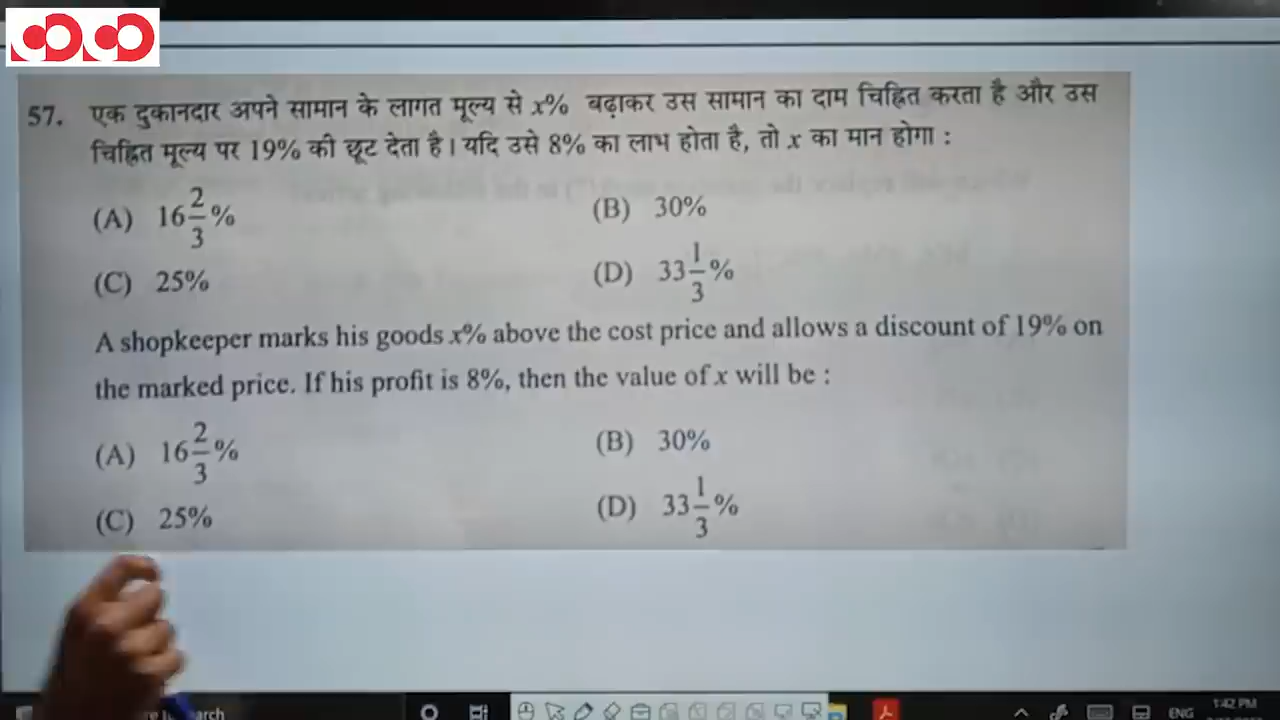 57. एक दुकानदार अपने सामान के लागत मूल्य से x% बढ़ाकर उस सामान का दाम चिह्नित करता है और उस
चिह्नित मूल्य पर 19% की छूट देता है। यदि उसे 8% का लाभ होता है, तो x का मान होगा :
(A) 16 2/3 % (B) 30%
(C) 25% (D) 33 1/3 %
A shopkeeper marks his goods x% above the cost price and allows a discount of 19% on
the marked price. If his profit is 8%, then the value of x will be :
(A) 16 2/3 % (B) 30%
(C) 25% (D) 33 1/3 %
ENG 1:42 PM